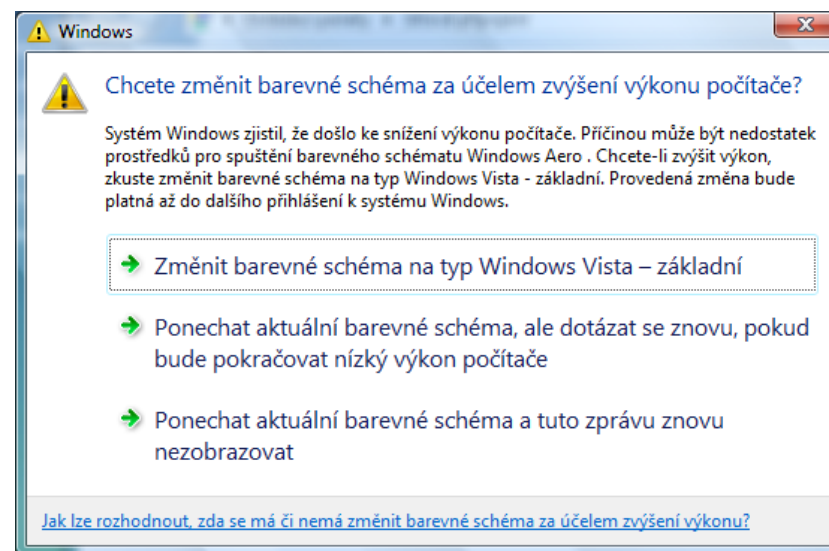 Windows
Chcete změnit barevné schéma za účelem zvýšení výkonu počítače?
Systém Windows zjistil, že došlo ke snížení výkonu počítače. Příčinou může být nedostatek
prostředků pro spuštění barevného schématu Windows Aero . Chcete-li zvýšit výkon,
zkuste změnit barevné schéma na typ Windows Vista - základní. Provedená změna bude
platná až do dalšího přihlášení k systému Windows.
Změnit barevné schéma na typ Windows Vista – základní
Ponechat aktuální barevné schéma, ale dotázat se znovu, pokud
bude pokračovat nízký výkon počítače
Ponechat aktuální barevné schéma a tuto zprávu znovu
nezobrazovat
Jak lze rozhodnout, zda se má či nemá změnit barevné schéma za účelem zvýšení výkonu?